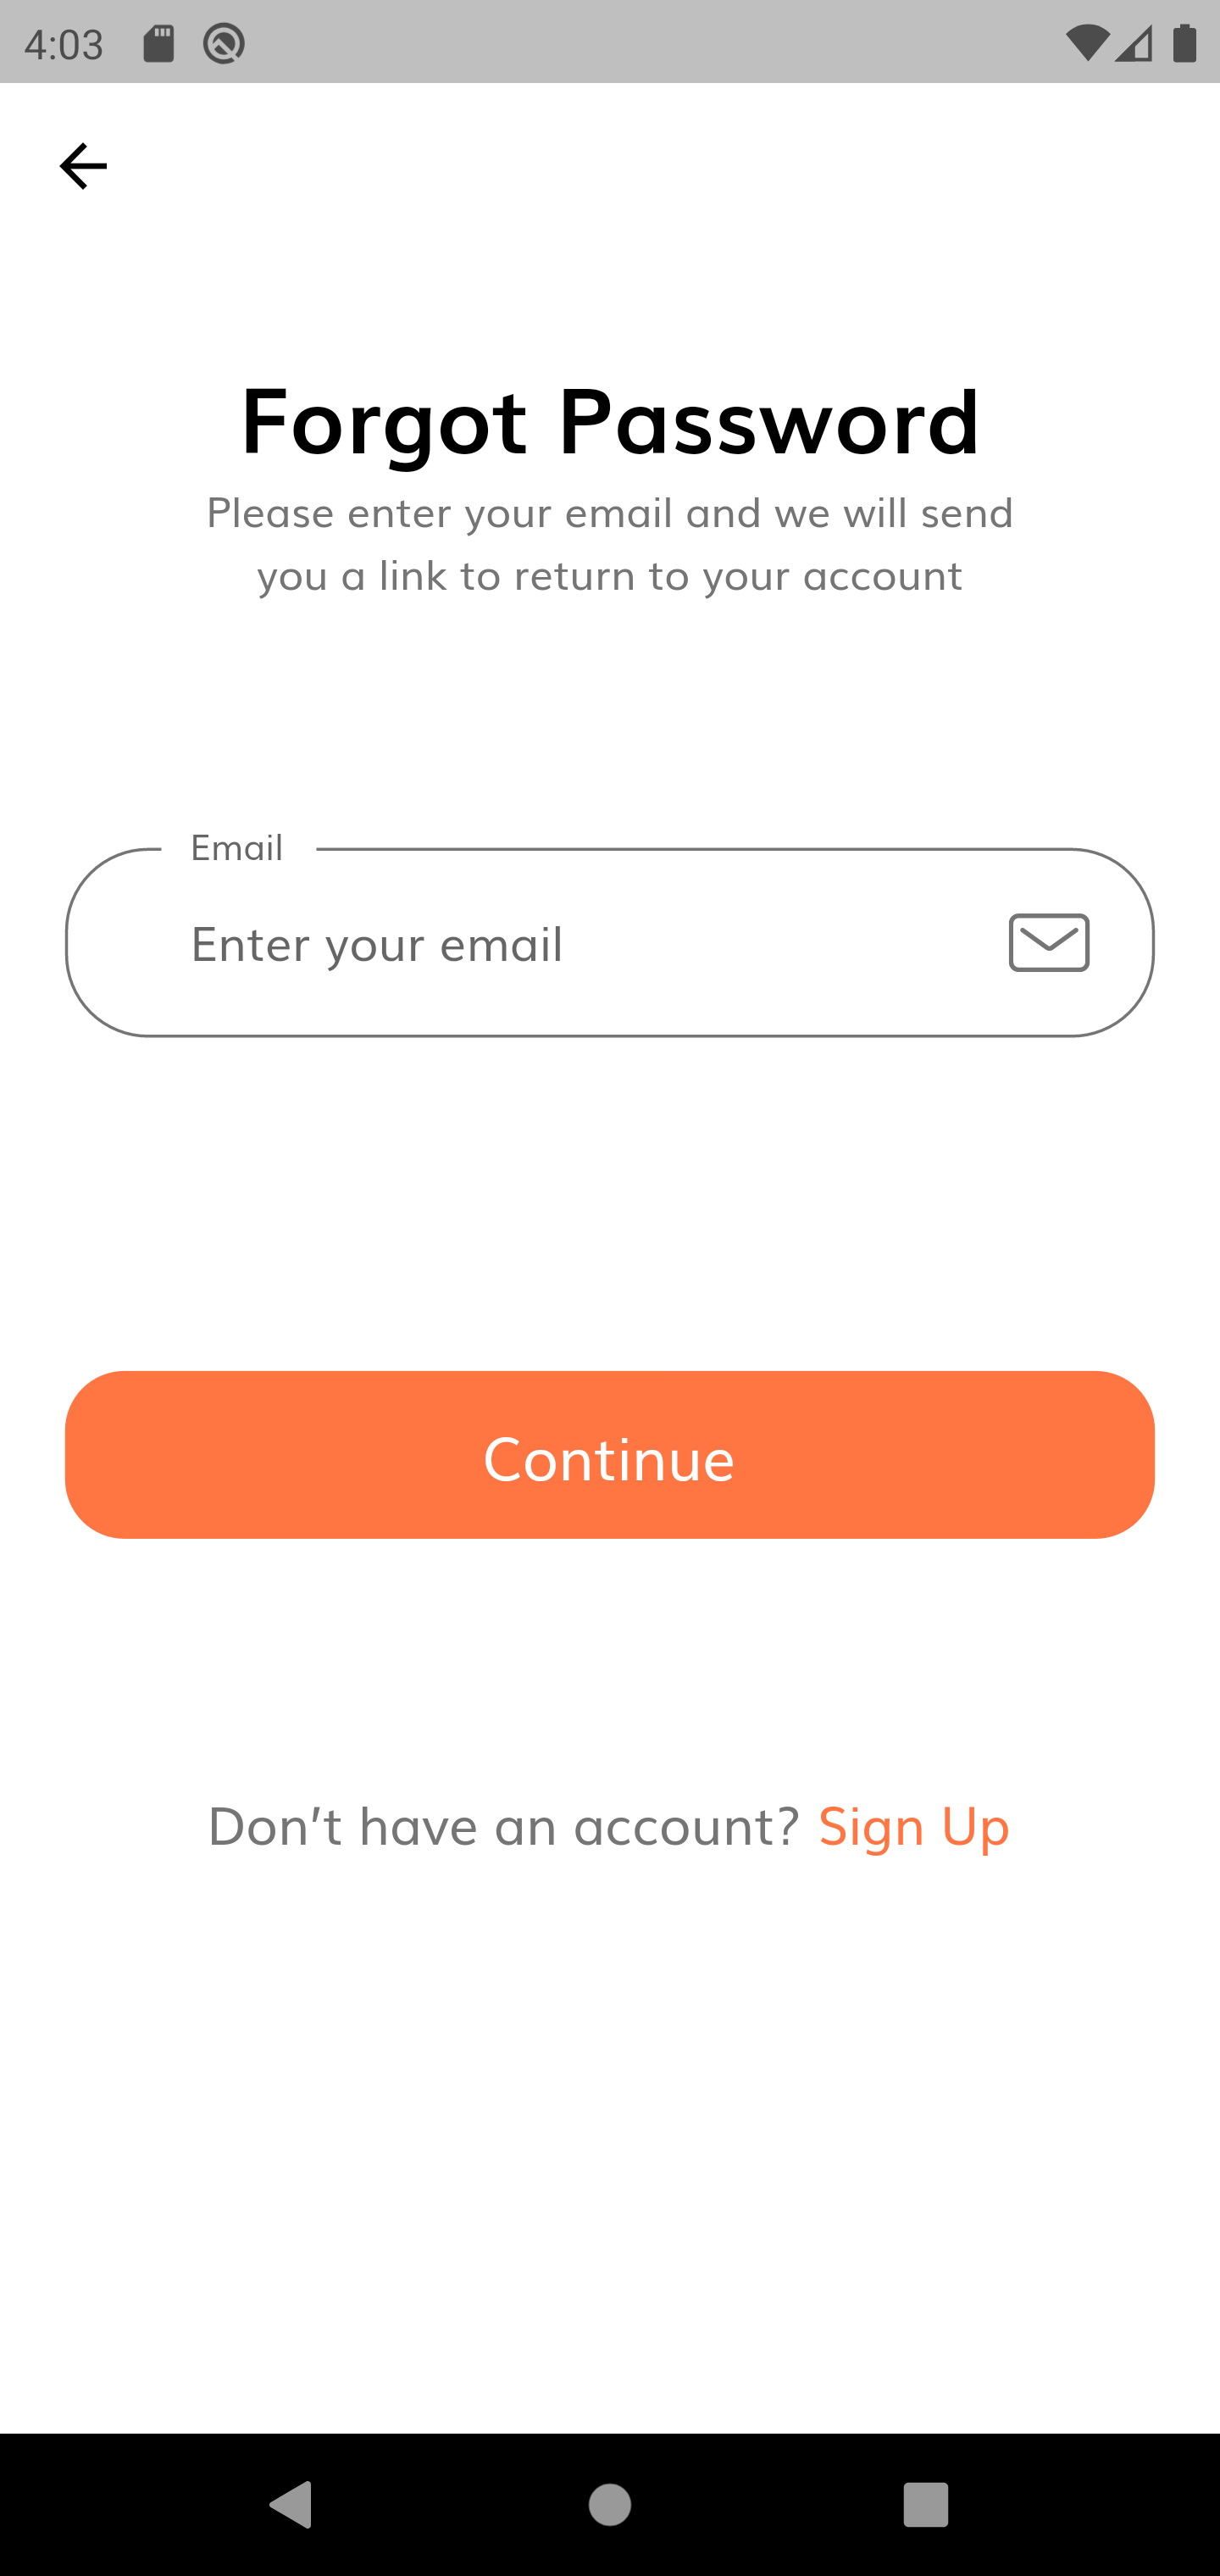 4:03
Forgot Password
Please enter your email and we will send
you a link to return to your account
Email
Enter your email
Continue
Don't have an account? Sign Up